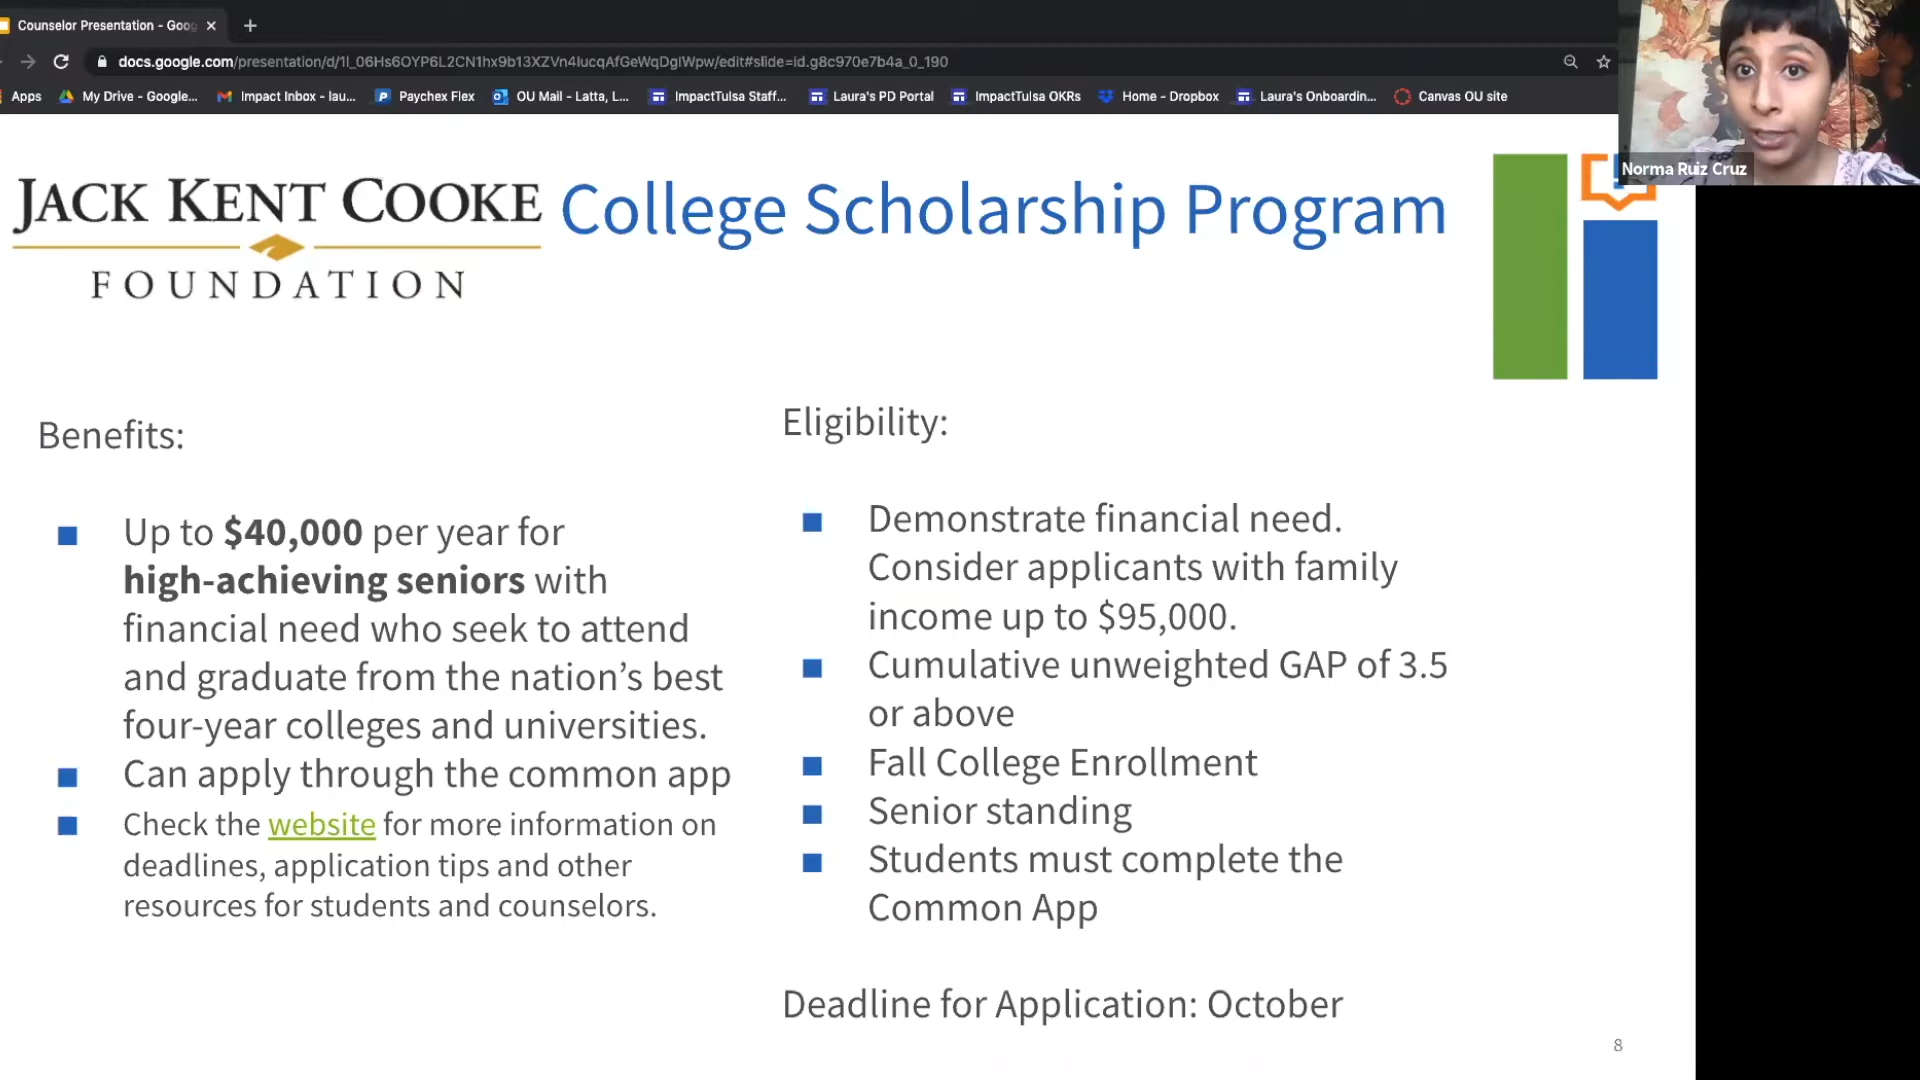 Counselor Presentation - Goo
docs.google.com/presentation/d/1l_06Hs6OYP6L2CN1hx9b13XZVn4IucqAfGeWqDgIWpw/edit#slide=id.g8c970e7b4a_0_190
Apps My Drive - Google... Impact Inbox - lau... Paychex Flex OU Mail - Latta, L... ImpactTulsa Staff... Laura's PD Portal ImpactTulsa OKRs Home - Dropbox Laura's Onboardin... Canvas OU site
Norma Ruiz Cruz
JACK KENT COOKE
FOUNDATION
College Scholarship Program
Benefits:
Up to $40,000 per year for
high-achieving seniors with
financial need who seek to attend
and graduate from the nation’s best
four-year colleges and universities.
Can apply through the common app
Check the website for more information on
deadlines, application tips and other
resources for students and counselors.
Eligibility:
Demonstrate financial need.
Consider applicants with family
income up to $95,000.
Cumulative unweighted GAP of 3.5
or above
Fall College Enrollment
Senior standing
Students must complete the
Common App
Deadline for Application: October
8